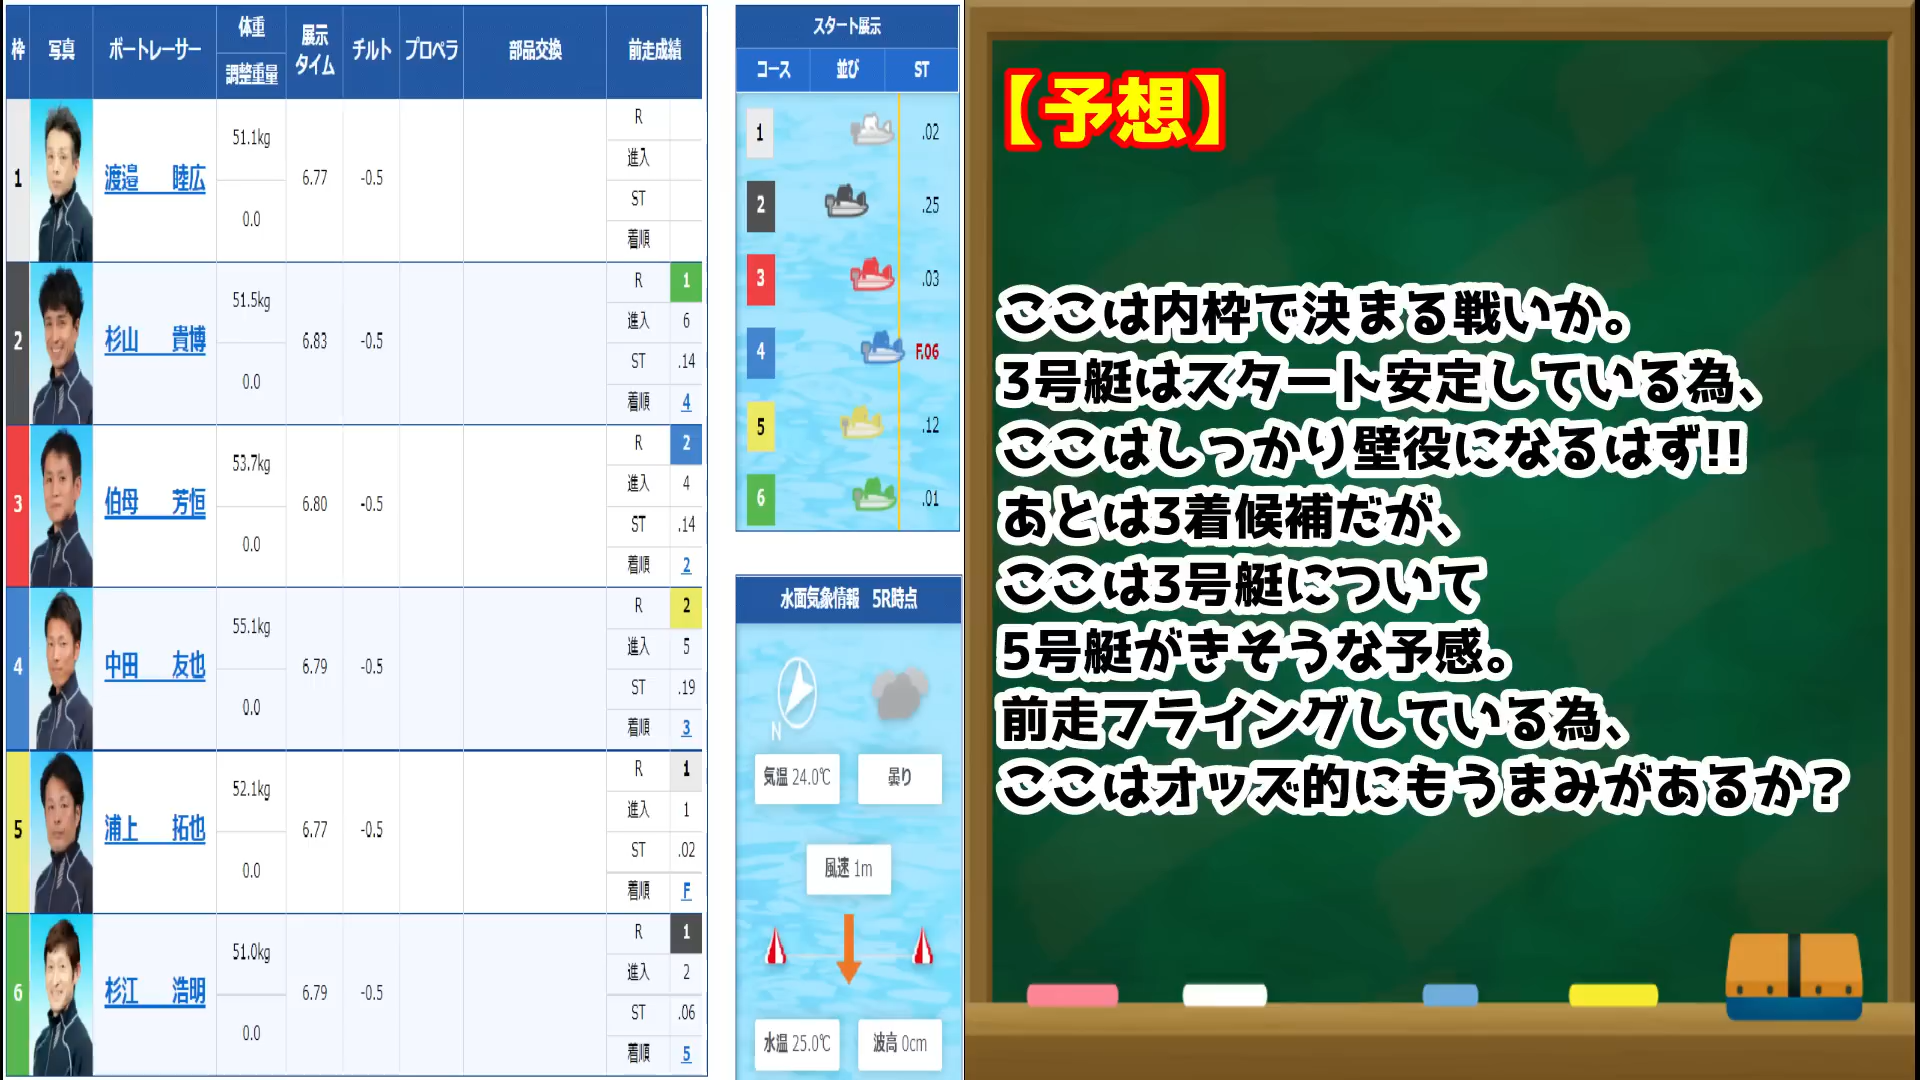 枠 写真 ボートレーサー 体重 調整重量 展示タイム チルト プロペラ 部品交換 前走成績
1 渡邉 睦広 51.1kg 0.0 6.77 -0.5 R 進入 ST 着順
2 杉山 貴博 51.5kg 0.0 6.83 -0.5 R 1 進入 6 ST .14 着順 4
3 伯母 芳恒 53.7kg 0.0 6.80 -0.5 R 2 進入 4 ST .14 着順 2
4 中田 友也 55.1kg 0.0 6.79 -0.5 R 2 進入 5 ST .19 着順 3
5 浦上 拓也 52.1kg 0.0 6.77 -0.5 R 1 進入 1 ST .02 着順 F
6 杉江 浩明 51.0kg 0.0 6.79 -0.5 R 1 進入 2 ST .06 着順 5
スタート展示
コース 並び ST
1 .02
2 .25
3 .03
4 F.06
5 .12
6 .01
水面気象情報 5R時点
N
気温 24.0℃ 曇り
風速 1m
水温 25.0℃ 波高 0cm
【予想】
ここは内枠で決まる戦いか。
3号艇はスタート安定している為、
ここはしっかり壁役になるはず!!
あとは3着候補だが、
ここは3号艇について
5号艇がきそうな予感。
前走フライングしている為、
ここはオッズ的にもうまみがあるか？